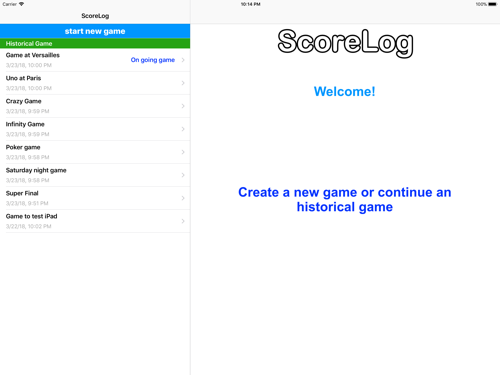 Carrier 10:14 PM 100%
ScoreLog
start new game
Historical Game
Game at Versailles
On going game
3/23/18, 10:00 PM
Uno at Paris
3/23/18, 10:00 PM
Crazy Game
3/23/18, 9:59 PM
Infinity Game
3/23/18, 9:59 PM
Poker game
3/23/18, 9:58 PM
Saturday night game
3/23/18, 9:58 PM
Super Final
3/23/18, 9:51 PM
Game to test iPad
3/22/18, 10:02 PM
ScoreLog
Welcome!
Create a new game or continue an
historical game